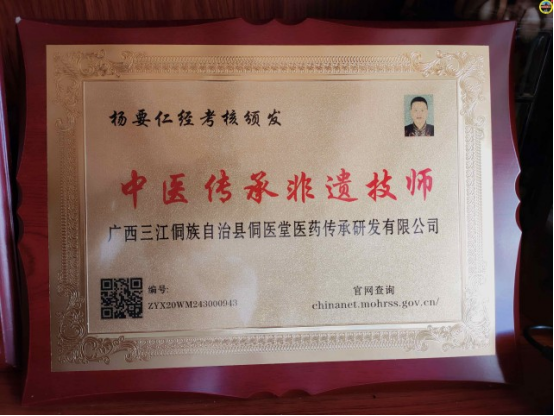 杨要仁经考核颁发
中医传承非遗技师
广西三江侗族自治县侗医堂医药传承研发有限公司
编号:
ZYX20WM243000943
官网查询
chinanet.mohrss.gov.cn/